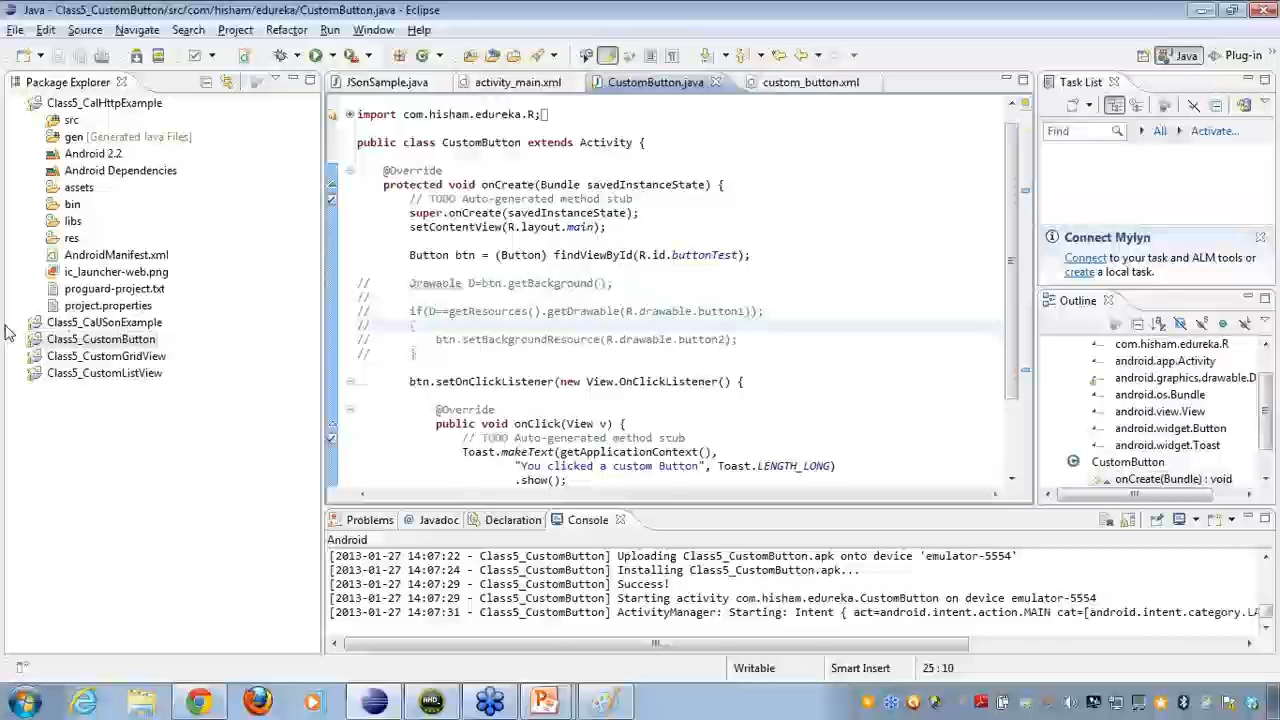 Java - Class5_CustomButton/src/com/hisham/edureka/CustomButton.java - Eclipse
File Edit Source Navigate Search Project Refactor Run Window Help
Java Plug-in
Package Explorer
Class5_CalHttpExample
src
gen [Generated Java Files]
Android 2.2
Android Dependencies
assets
bin
libs
res
AndroidManifest.xml
ic_launcher-web.png
proguard-project.txt
project.properties
Class5_CalJSonExample
Class5_CustomButton
Class5_CustomGridView
Class5_CustomListView
JSonSample.java activity_main.xml CustomButton.java custom_button.xml
import com.hisham.edureka.R;
public class CustomButton extends Activity {
@Override
protected void onCreate(Bundle savedInstanceState) {
// TODO Auto-generated method stub
super.onCreate(savedInstanceState);
setContentView(R.layout.main);
Button btn = (Button) findViewById(R.id.buttonTest);
// Drawable D=btn.getBackground();
//
// if(D==getResources().getDrawable(R.drawable.button1));
// {
// btn.setBackgroundResource(R.drawable.button2);
// }
btn.setOnClickListener(new View.OnClickListener() {
@Override
public void onClick(View v) {
// TODO Auto-generated method stub
Toast.makeText(getApplicationContext(),
"You clicked a custom Button", Toast.LENGTH_LONG)
.show();
Task List
Find All Activate...
Connect Mylyn
Connect to your task and ALM tools or
create a local task.
Outline
com.hisham.edureka.R
android.app.Activity
android.graphics.drawable.D
android.os.Bundle
android.view.View
android.widget.Button
android.widget.Toast
CustomButton
onCreate(Bundle) : void
Problems Javadoc Declaration Console
Android
[2013-01-27 14:07:22 - Class5_CustomButton] Uploading Class5_CustomButton.apk onto device 'emulator-5554'
[2013-01-27 14:07:24 - Class5_CustomButton] Installing Class5_CustomButton.apk...
[2013-01-27 14:07:29 - Class5_CustomButton] Success!
[2013-01-27 14:07:29 - Class5_CustomButton] Starting activity com.hisham.edureka.CustomButton on device emulator-5554
[2013-01-27 14:07:31 - Class5_CustomButton] ActivityManager: Starting: Intent { act=android.intent.action.MAIN cat=[android.intent.category.LA
Writable Smart Insert 25 : 10